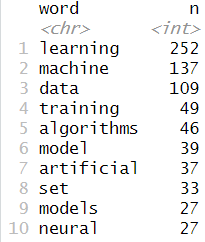 word n
<chr> <int>
1 learning 252
2 machine 137
3 data 109
4 training 49
5 algorithms 46
6 model 39
7 artificial 37
8 set 33
9 models 27
10 neural 27